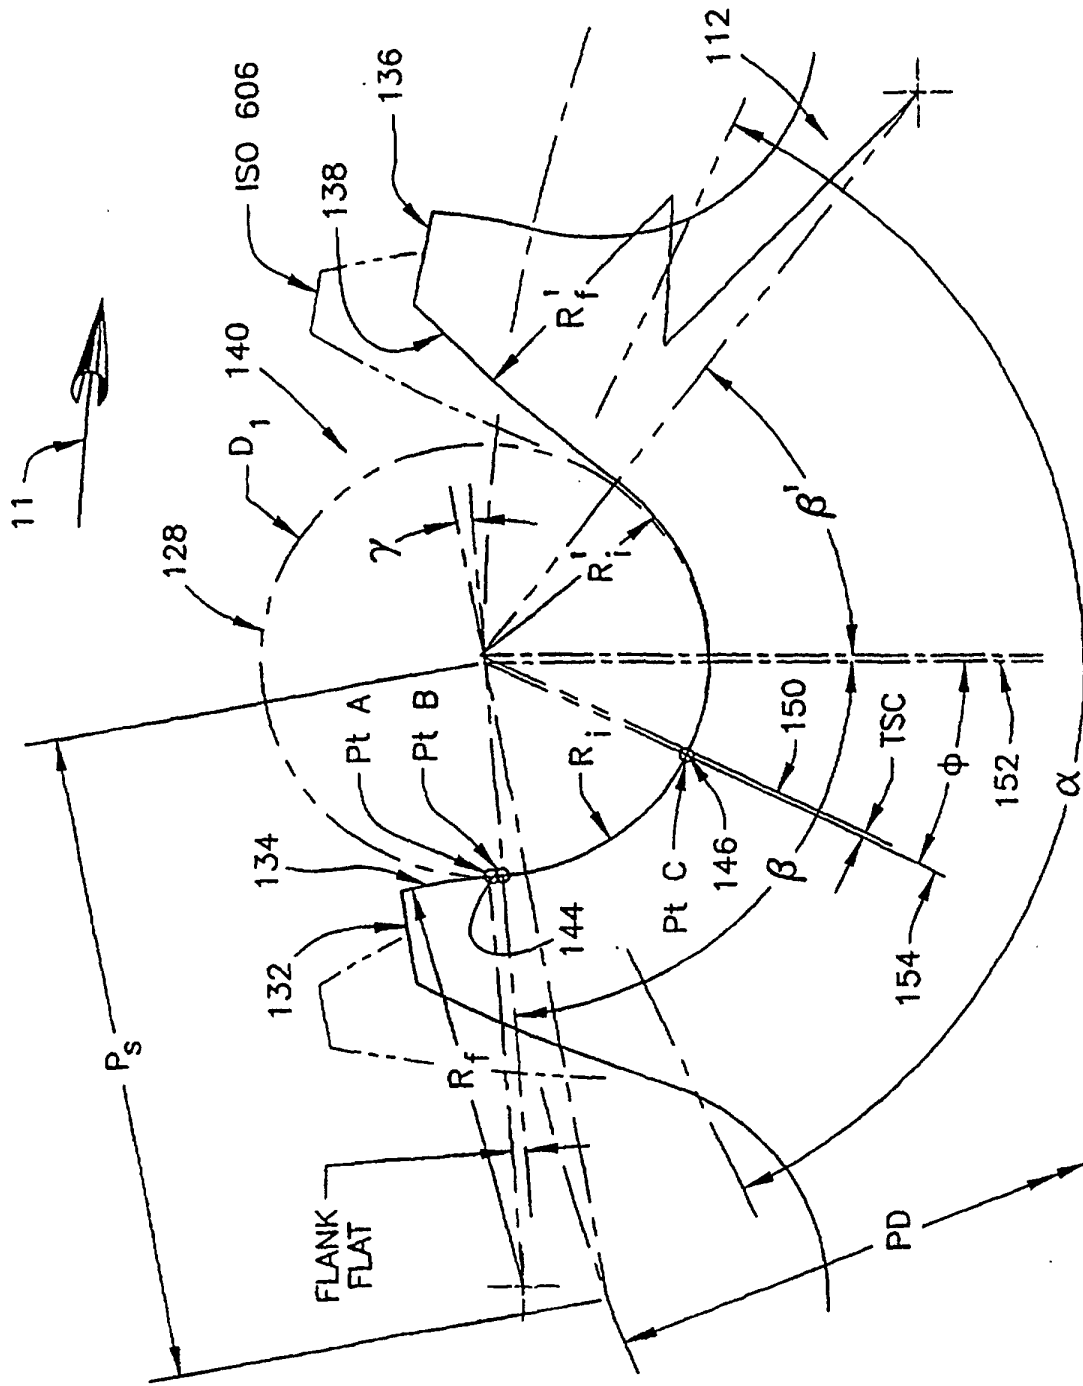 11
128
D1
140
ISO 606
138
136
112
Ps
132
134
Pt A
Pt B
γ
R'f
Rf
FLANK
FLAT
144
Ri
R'i
Pt C
146
β
β'
150
TSC
ϕ
152
154
α
PD